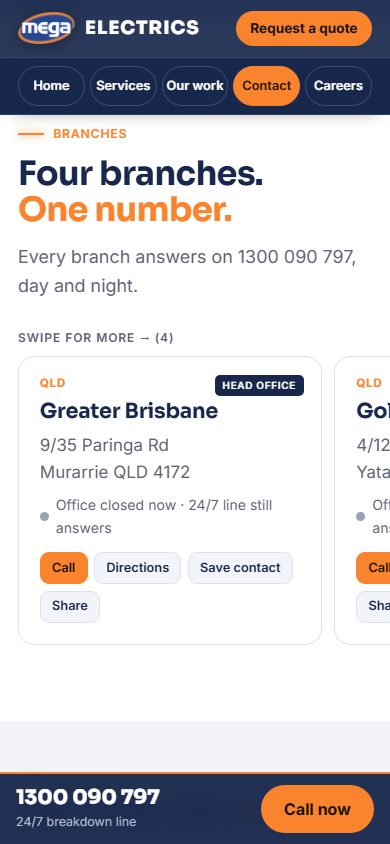 mega ELECTRICS
Request a quote
Home
Services
Our work
Contact
Careers
BRANCHES
Four branches.
One number.
Every branch answers on 1300 090 797,
day and night.
SWIPE FOR MORE → (4)
QLD
HEAD OFFICE
Greater Brisbane
9/35 Paringa Rd
Murarrie QLD 4172
Office closed now · 24/7 line still
answers
Call
Directions
Save contact
Share
QLD
4/12
1300 090 797
24/7 breakdown line
Call now